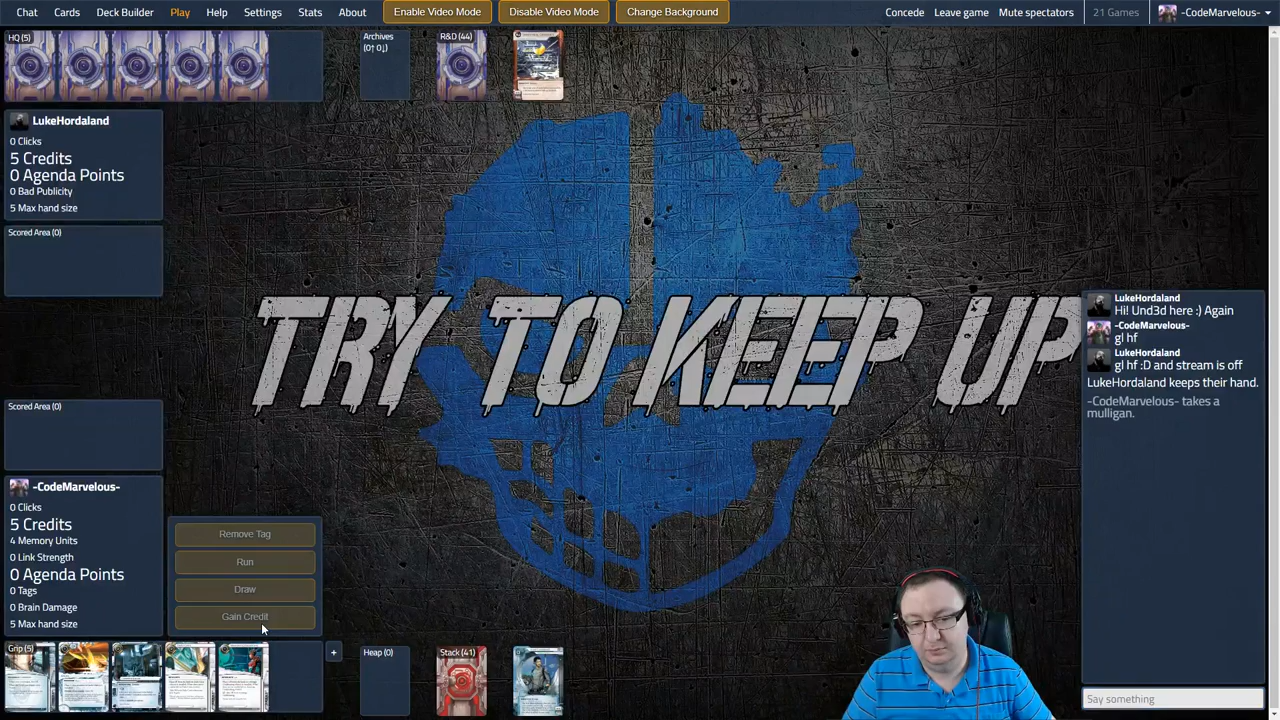 Chat Cards Deck Builder Play Help Settings Stats About Enable Video Mode Disable Video Mode Change Background Concede Leave game Mute spectators 21 Games -CodeMarvelous-
HQ (5)
Archives
(0↑ 0↓)
R&D (44)
LukeHordaland
0 Clicks
5 Credits
0 Agenda Points
0 Bad Publicity
5 Max hand size
Scored Area (0)
TRY TO KEEP UP
LukeHordaland
Hi! Und3d here :) Again
-CodeMarvelous-
gl hf
LukeHordaland
gl hf :D and stream is off
LukeHordaland keeps their hand.
-CodeMarvelous- takes a
mulligan.
Scored Area (0)
-CodeMarvelous-
0 Clicks
5 Credits
4 Memory Units
0 Link Strength
0 Agenda Points
0 Tags
0 Brain Damage
5 Max hand size
Remove Tag
Run
Draw
Gain Credit
Grip (5)
+
Heap (0)
Stack (41)
Say something